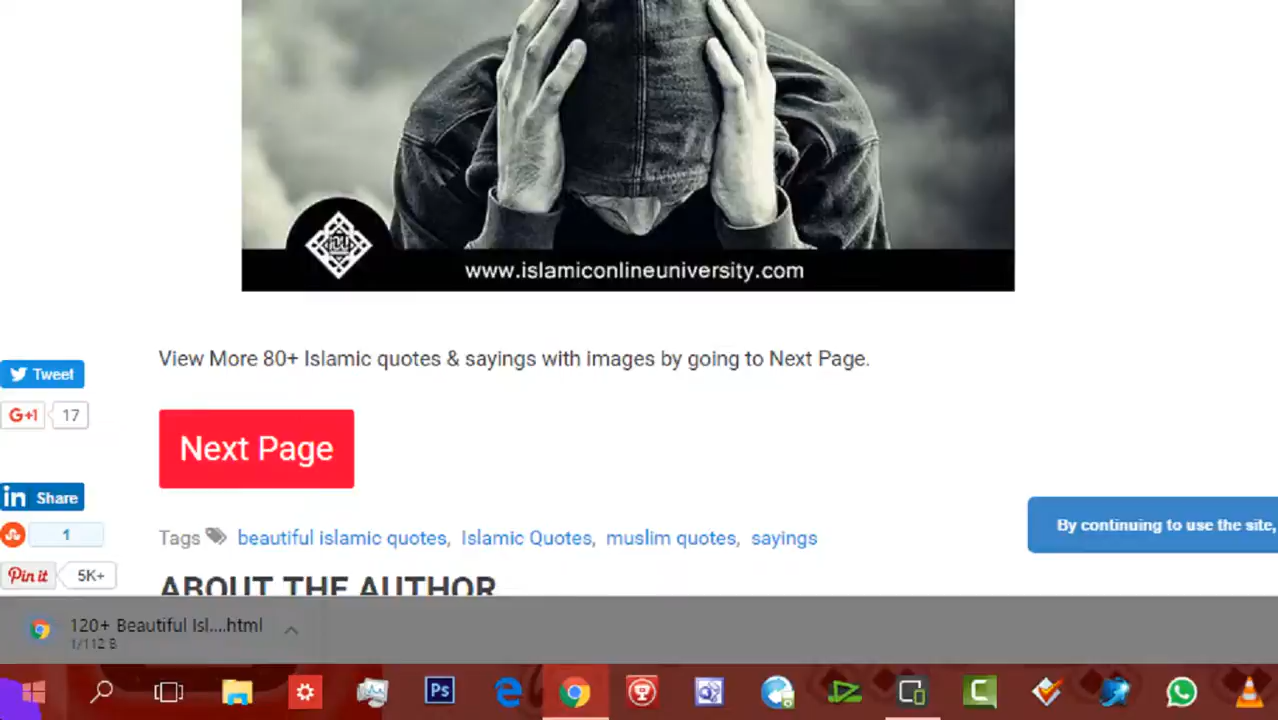 www.islamiconlineuniversity.com
View More 80+ Islamic quotes & sayings with images by going to Next Page.
Tweet
G+1 17
Next Page
in Share
1
Tags beautiful islamic quotes, Islamic Quotes, muslim quotes, sayings
By continuing to use the site,
Pin it 5K+
ABOUT THE AUTHOR
120+ Beautiful Isl....html
1/112 B
Ps
C